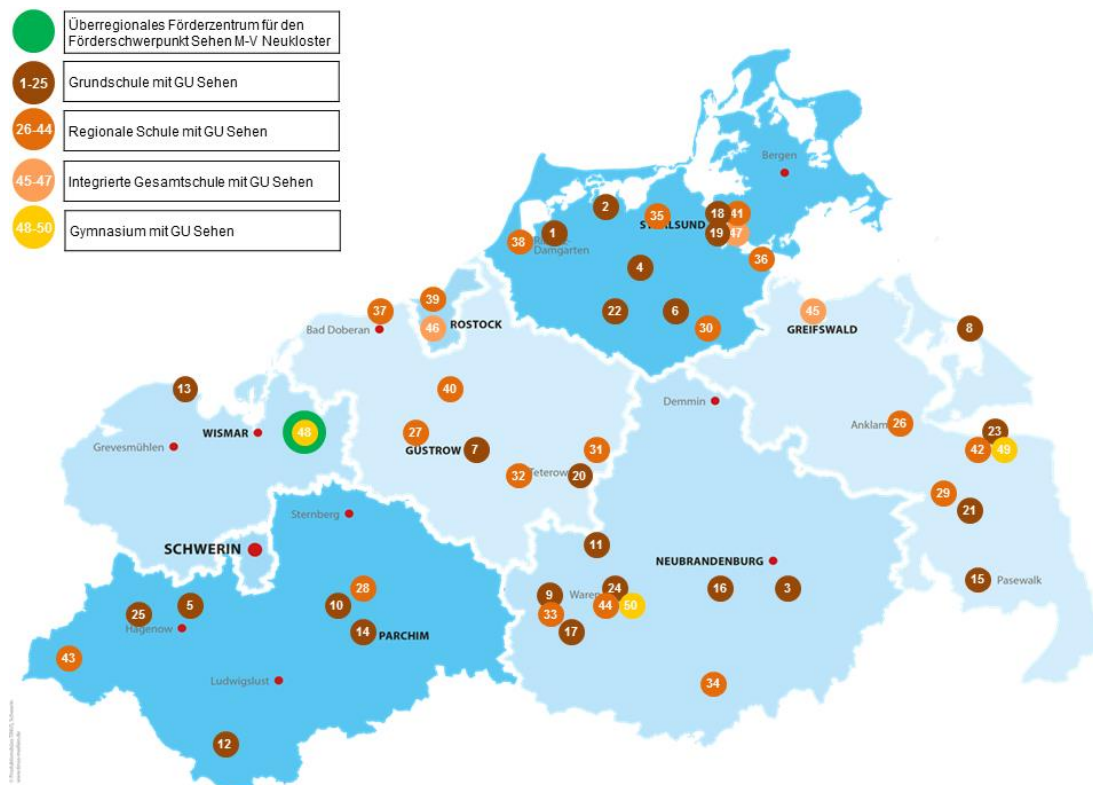 Überregionales Förderzentrum für den
Förderschwerpunkt Sehen M-V Neukloster
1-25
Grundschule mit GU Sehen
26-44
Regionale Schule mit GU Sehen
45-47
Integrierte Gesamtschule mit GU Sehen
48-50
Gymnasium mit GU Sehen
Bergen
2
35
18
41
38
1
19
47
Damgarten
4
36
39
37
22
6
45
Bad Doberan
46
ROSTOCK
30
GREIFSWALD
8
13
40
Demmin
Grevesmühlen
WISMAR
48
27
Anklam
26
23
GÜSTROW
7
31
42
49
32
Teterow
20
29
21
Sternberg
SCHWERIN
11
NEUBRANDENBURG
28
9
Waren
24
16
3
15
Pasewalk
25
5
10
33
44
50
Hagenow
14
PARCHIM
17
43
Ludwigslust
34
12